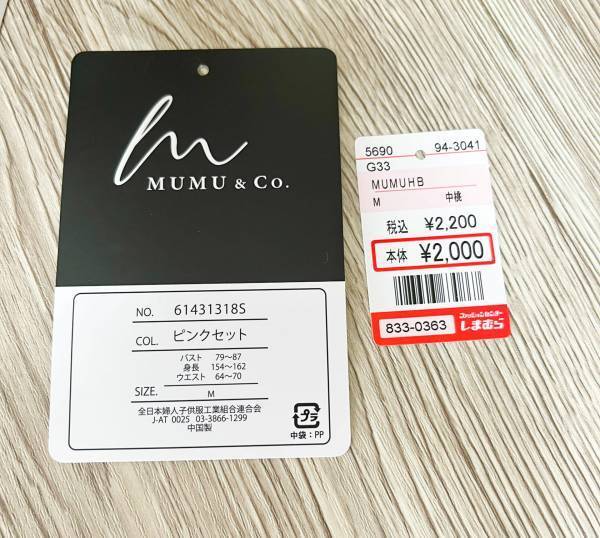 m
MUMU & Co.
NO. 61431318S
COL. ピンクセット
バスト 79~87
身長 154~162
ウエスト 64~70
SIZE. M
全日本婦人子供服工業組合連合会
J-AT 0025 03-3866-1299
中国製
プラ
中袋:PP
5690 94-3041
G33
MUMUHB
M 中桃
税込 ¥2,200
本体 ¥2,000
833-0363
ファッションセンター
しまむら